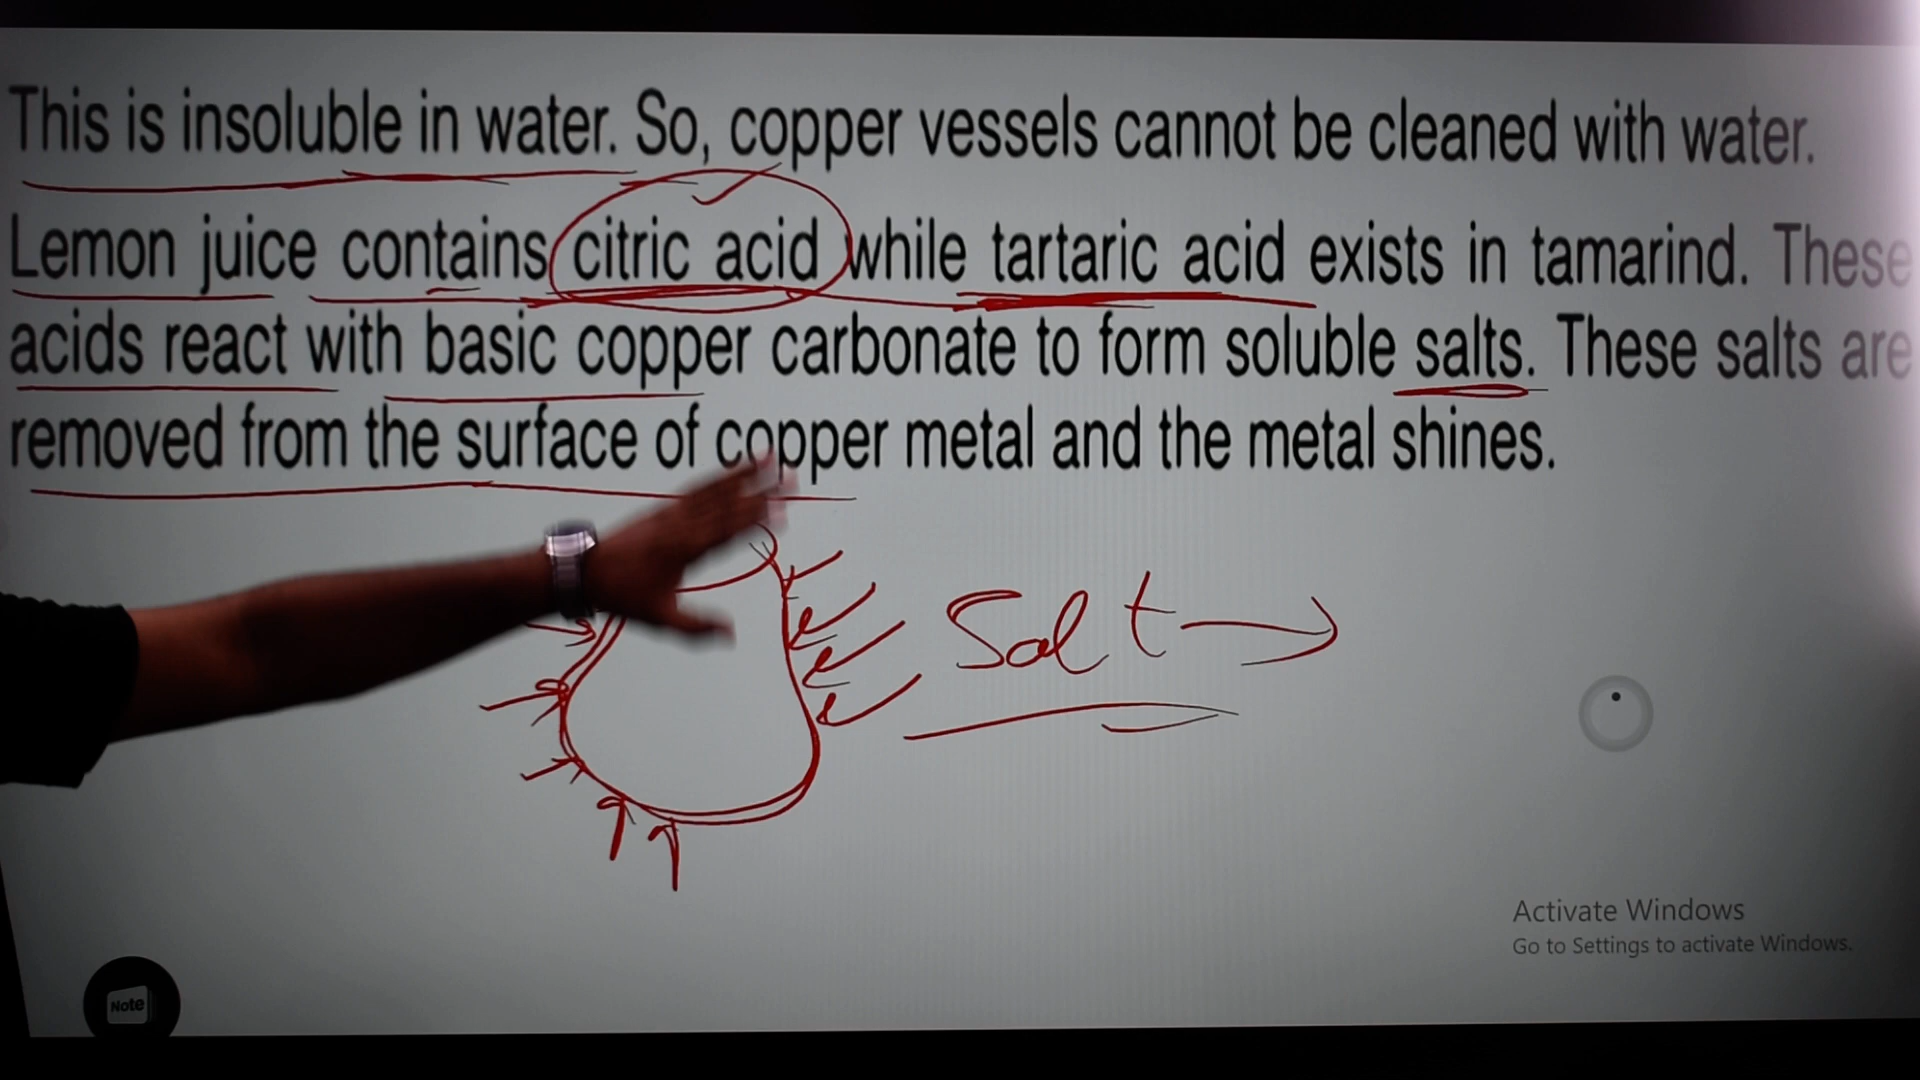 This is insoluble in water. So, copper vessels cannot be cleaned with water.
Lemon juice contains citric acid while tartaric acid exists in tamarind. These
acids react with basic copper carbonate to form soluble salts. These salts are
removed from the surface of copper metal and the metal shines.
Salt
Activate Windows
Go to Settings to activate Windows.
Note